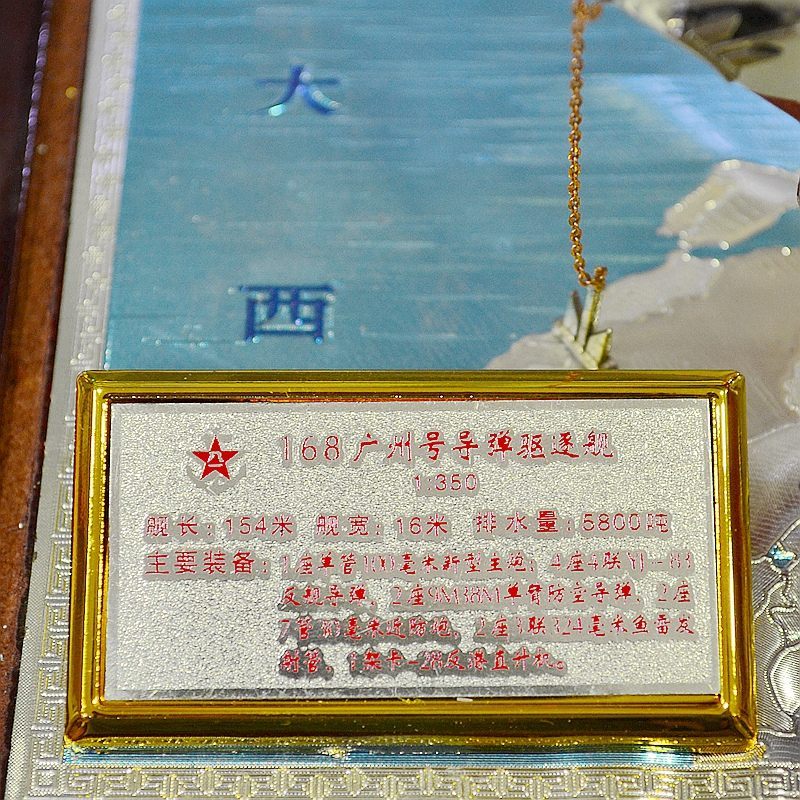 大
西
168广州号导弹驱逐舰
1:350
舰长：154米 舰宽：16米 排水量：5800吨
主要装备：1座单管100毫米新型主炮，4座4联YJ-83
反舰导弹，2座9M38M单臂防空导弹，2座
7管30毫米近防炮，2座3联324毫米鱼雷发
射管，1架卡-28反潜直升机。